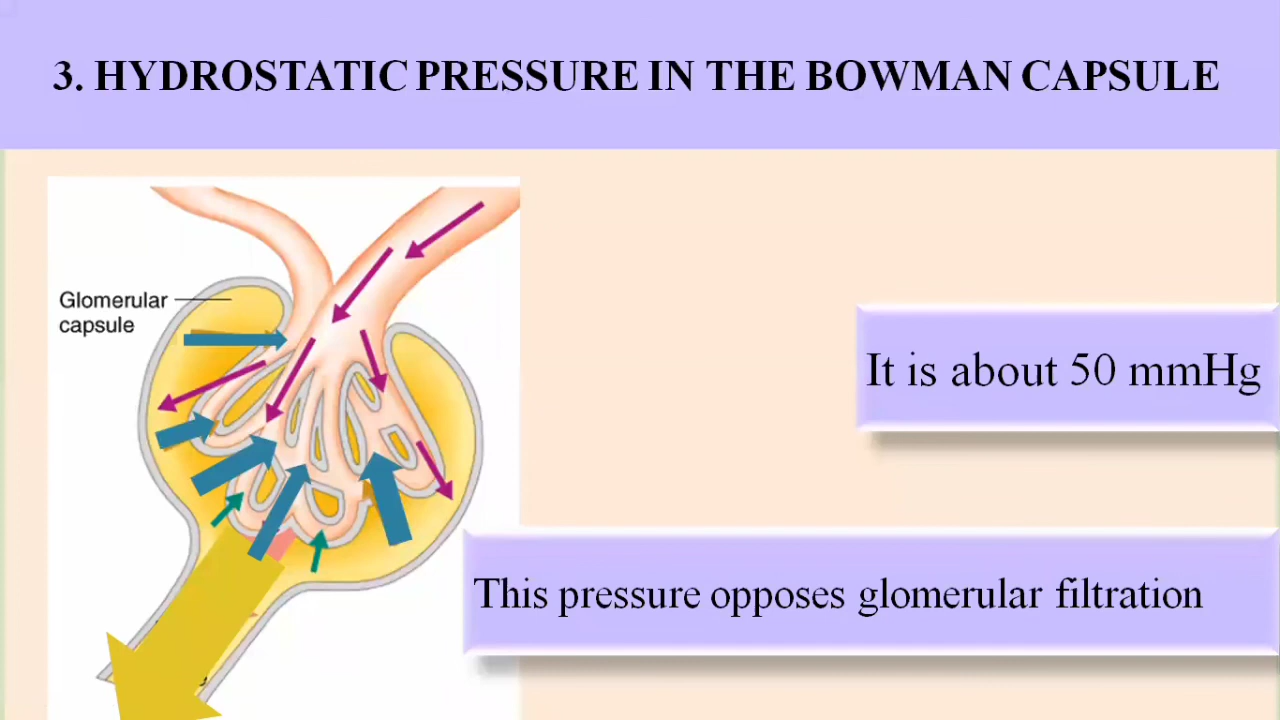 3. HYDROSTATIC PRESSURE IN THE BOWMAN CAPSULE
Glomerular
capsule
It is about 50 mmHg
This pressure opposes glomerular filtration